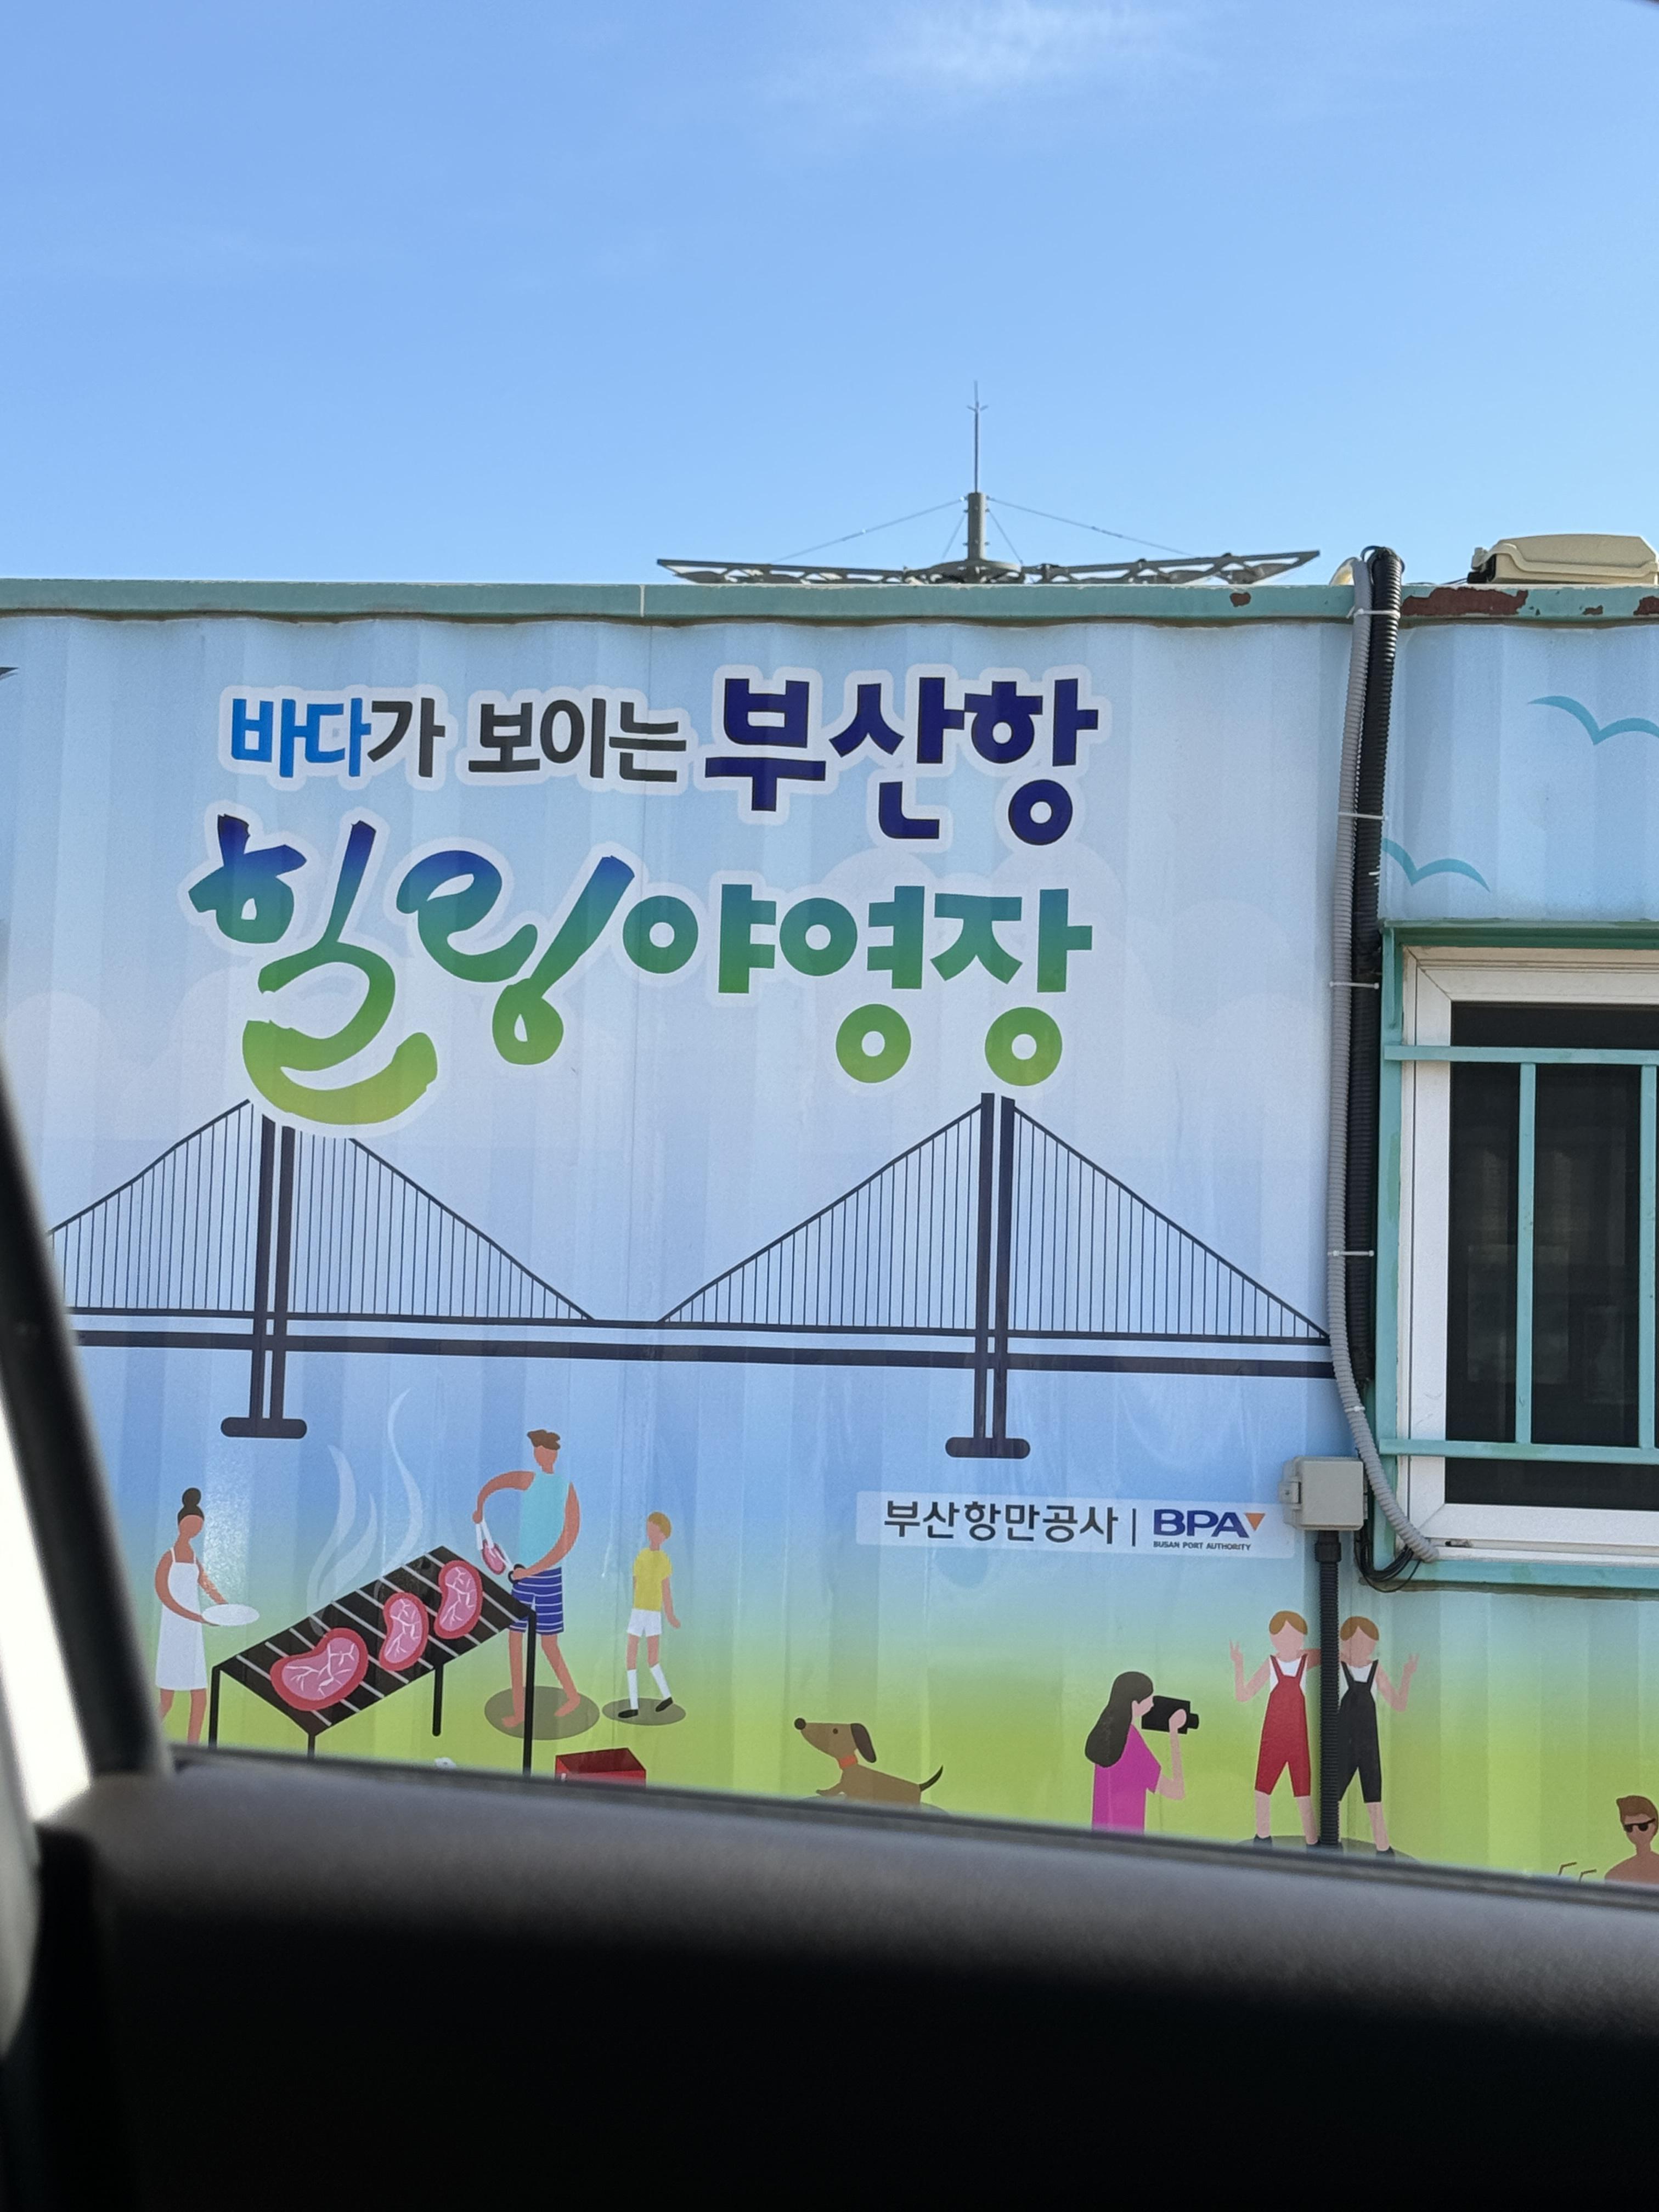 바다가 보이는 부산항
힐링 야영장
부산항만공사 | BPA
BUSAN PORT AUTHORITY